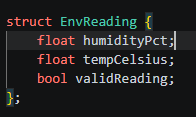 struct EnvReading {
    float humidityPct;
    float tempCelsius;
    bool validReading;
};